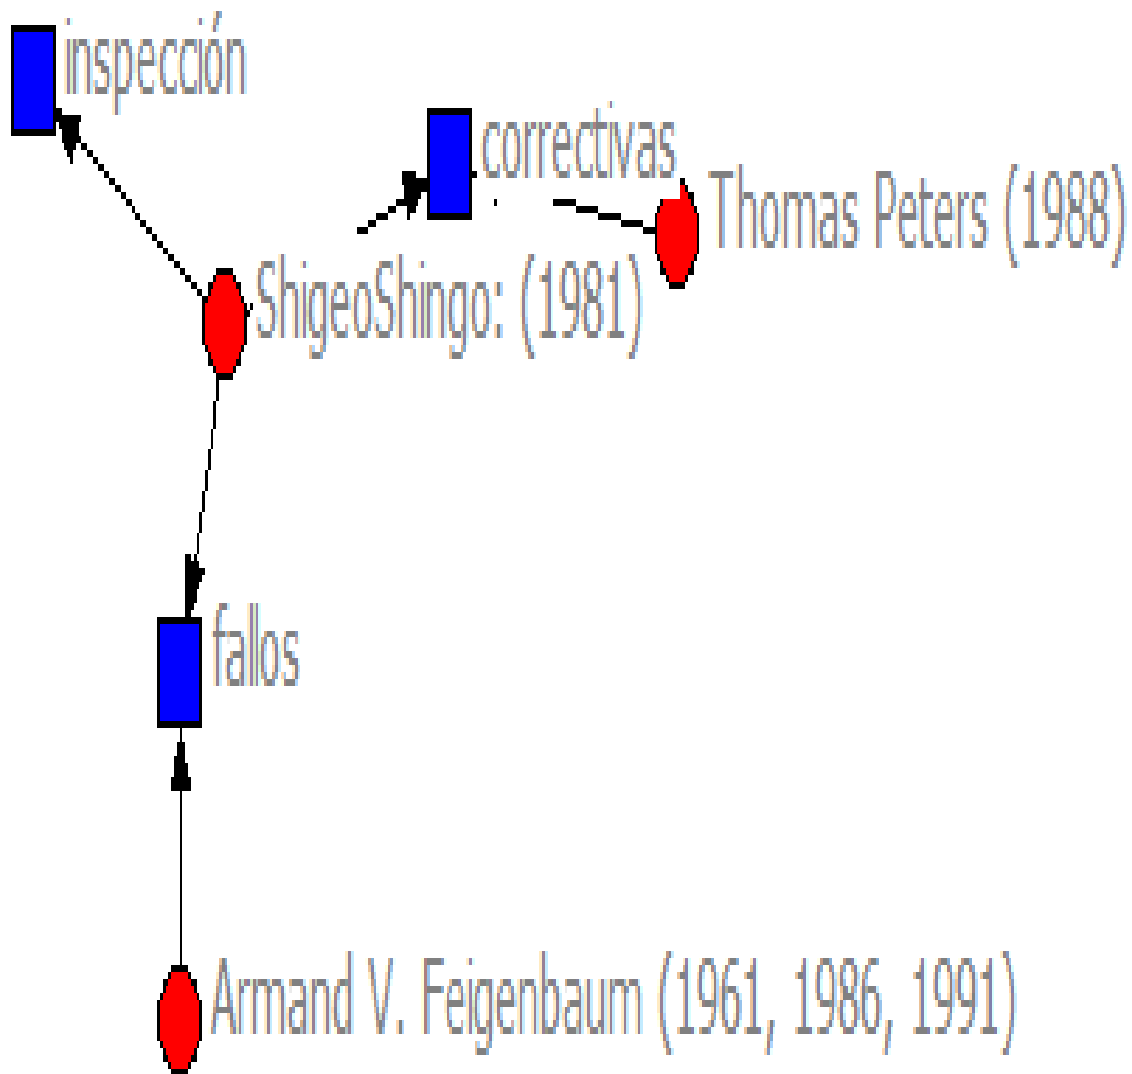 inspección
correctivas
Thomas Peters (1988)
ShigeoShingo: (1981)
fallos
Armand V. Feigenbaum (1961, 1986, 1991)